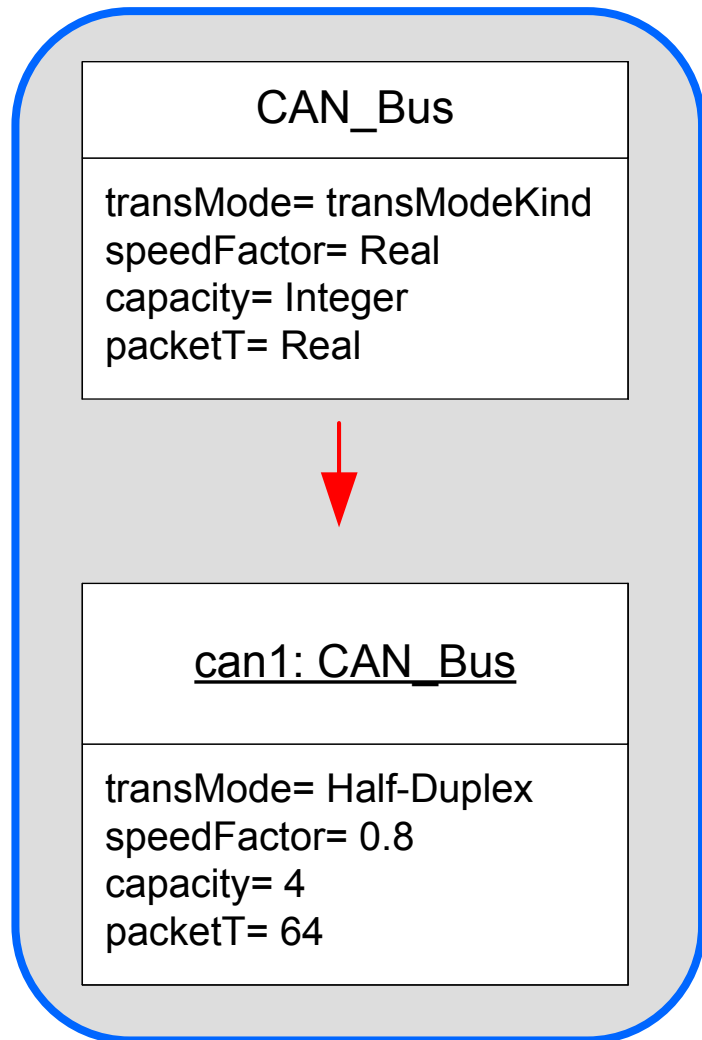 CAN_Bus
transMode= transModeKind
speedFactor= Real
capacity= Integer
packetT= Real
can1: CAN_Bus
transMode= Half-Duplex
speedFactor= 0.8
capacity= 4
packetT= 64